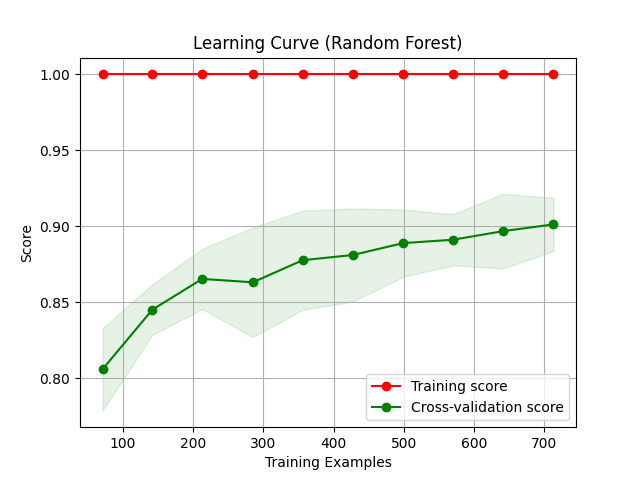 Learning Curve (Random Forest)
1.00
0.95
0.90
0.85
0.80
Score
Training score
Cross-validation score
100 200 300 400 500 600 700
Training Examples